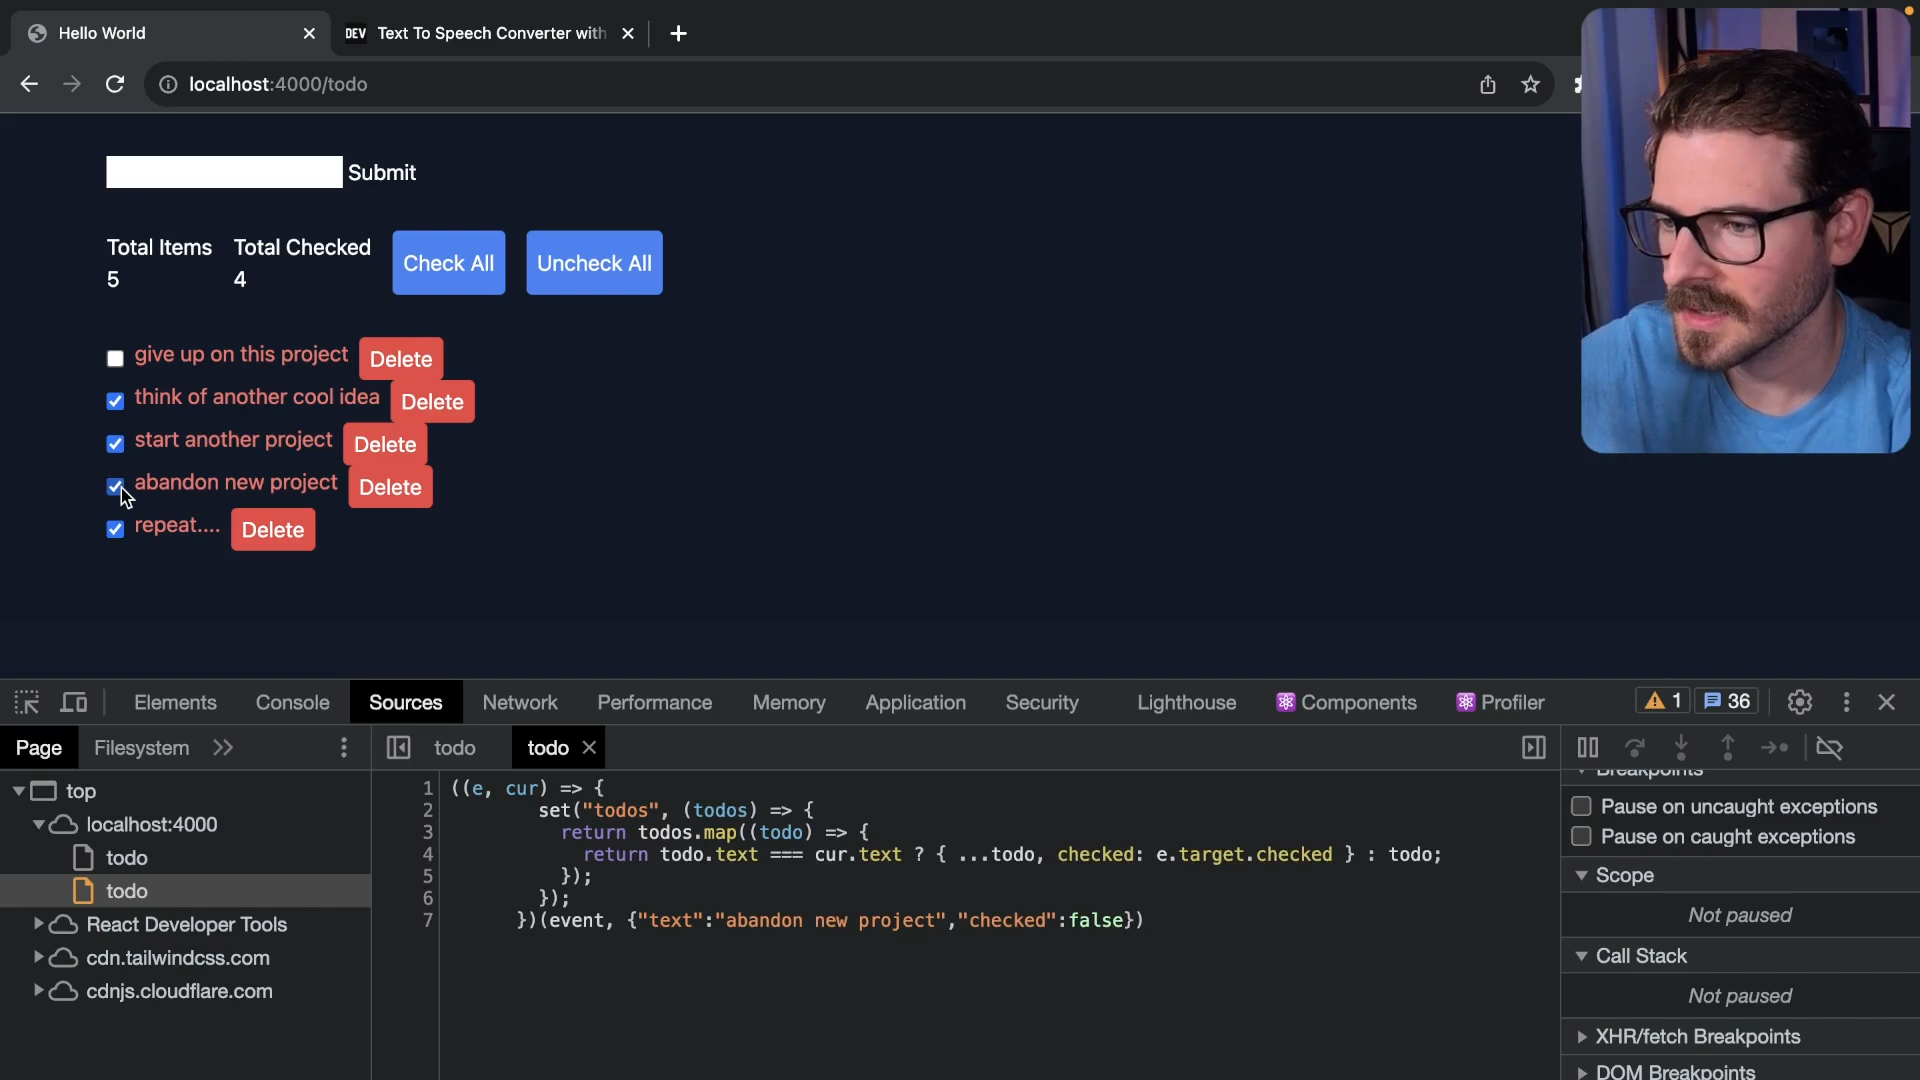 Hello World
DEV Text To Speech Converter with
localhost:4000/todo
Submit
Total Items Total Checked
5 4
Check All Uncheck All
give up on this project Delete
think of another cool idea Delete
start another project Delete
abandon new project Delete
repeat.... Delete
Elements Console Sources Network Performance Memory Application Security Lighthouse Components Profiler 1 36
Page Filesystem todo todo
top
localhost:4000
todo
todo
React Developer Tools
cdn.tailwindcss.com
cdnjs.cloudflare.com
1 ((e, cur) => {
2 set("todos", (todos) => {
3 return todos.map((todo) => {
4 return todo.text === cur.text ? { ...todo, checked: e.target.checked } : todo;
5 });
6 });
7 })(event, {"text":"abandon new project","checked":false})
Breakpoints
Pause on uncaught exceptions
Pause on caught exceptions
Scope
Not paused
Call Stack
Not paused
XHR/fetch Breakpoints
DOM Breakpoints